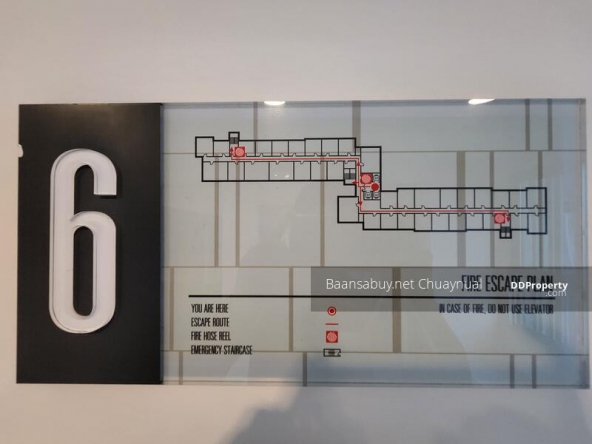 6
FIRE ESCAPE PLAN
Baansabuy.net Chuaynual
DDProperty
.com
YOU ARE HERE
IN CASE OF FIRE, DO NOT USE ELEVATOR
ESCAPE ROUTE
FIRE HOSE REEL
EMERGENCY STAIRCASE